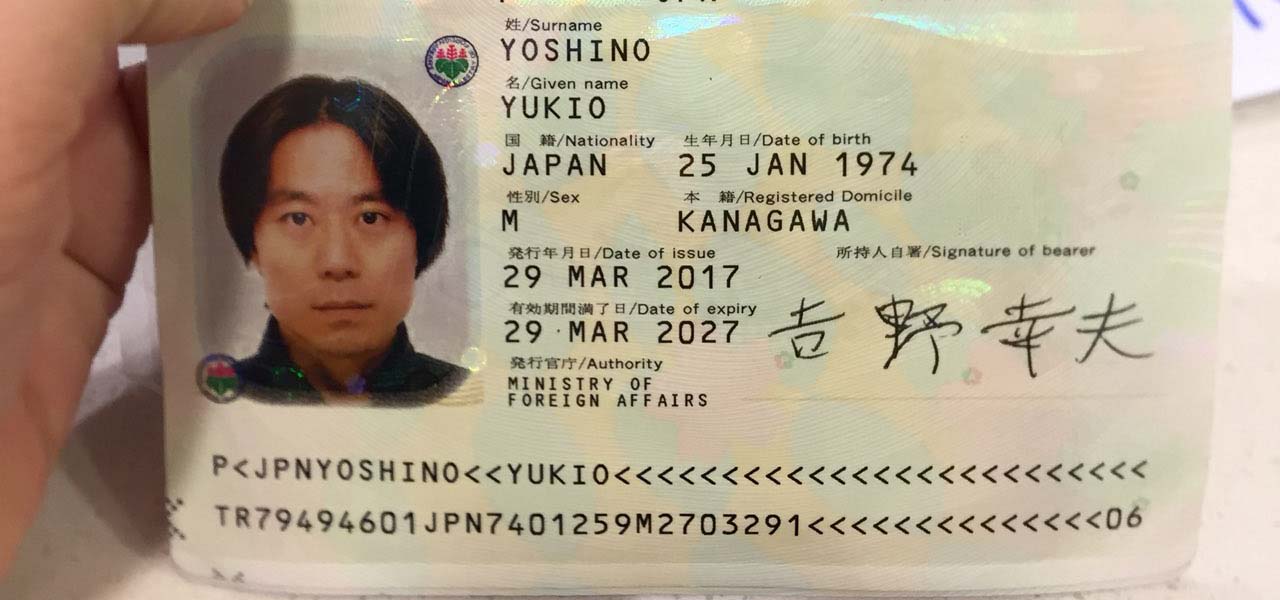 姓/Surname
YOSHINO
名/Given name
YUKIO
国 籍/Nationality 生年月日/Date of birth
JAPAN 25 JAN 1974
性別/Sex 本 籍/Registered Domicile
M KANAGAWA
発行年月日/Date of issue 所持人自署/Signature of bearer
29 MAR 2017
有効期間満了日/Date of expiry
29 MAR 2027 吉野幸夫
発行官庁/Authority
MINISTRY OF
FOREIGN AFFAIRS
P<JPNYOSHINO<<YUKIO<<<<<<<<<<<<<<<<<<<<<<<<<
TR79494601JPN7401259M2703291<<<<<<<<<<<<<<06